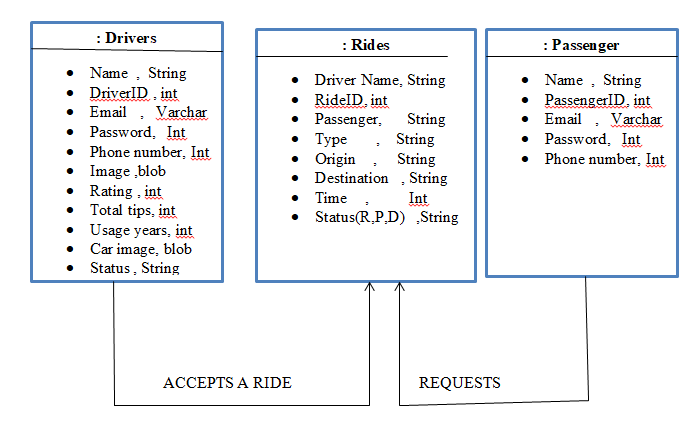 : Drivers
• Name , String
• DriverID , int
• Email , Varchar
• Password, Int
• Phone number, Int
• Image ,blob
• Rating , int
• Total tips, int
• Usage years, int
• Car image, blob
• Status , String
: Rides
• Driver Name, String
• RideID, int
• Passenger, String
• Type , String
• Origin , String
• Destination , String
• Time , Int
• Status(R,P,D) ,String
: Passenger
• Name , String
• PassengerID, int
• Email , Varchar
• Password, Int
• Phone number, Int
ACCEPTS A RIDE
REQUESTS